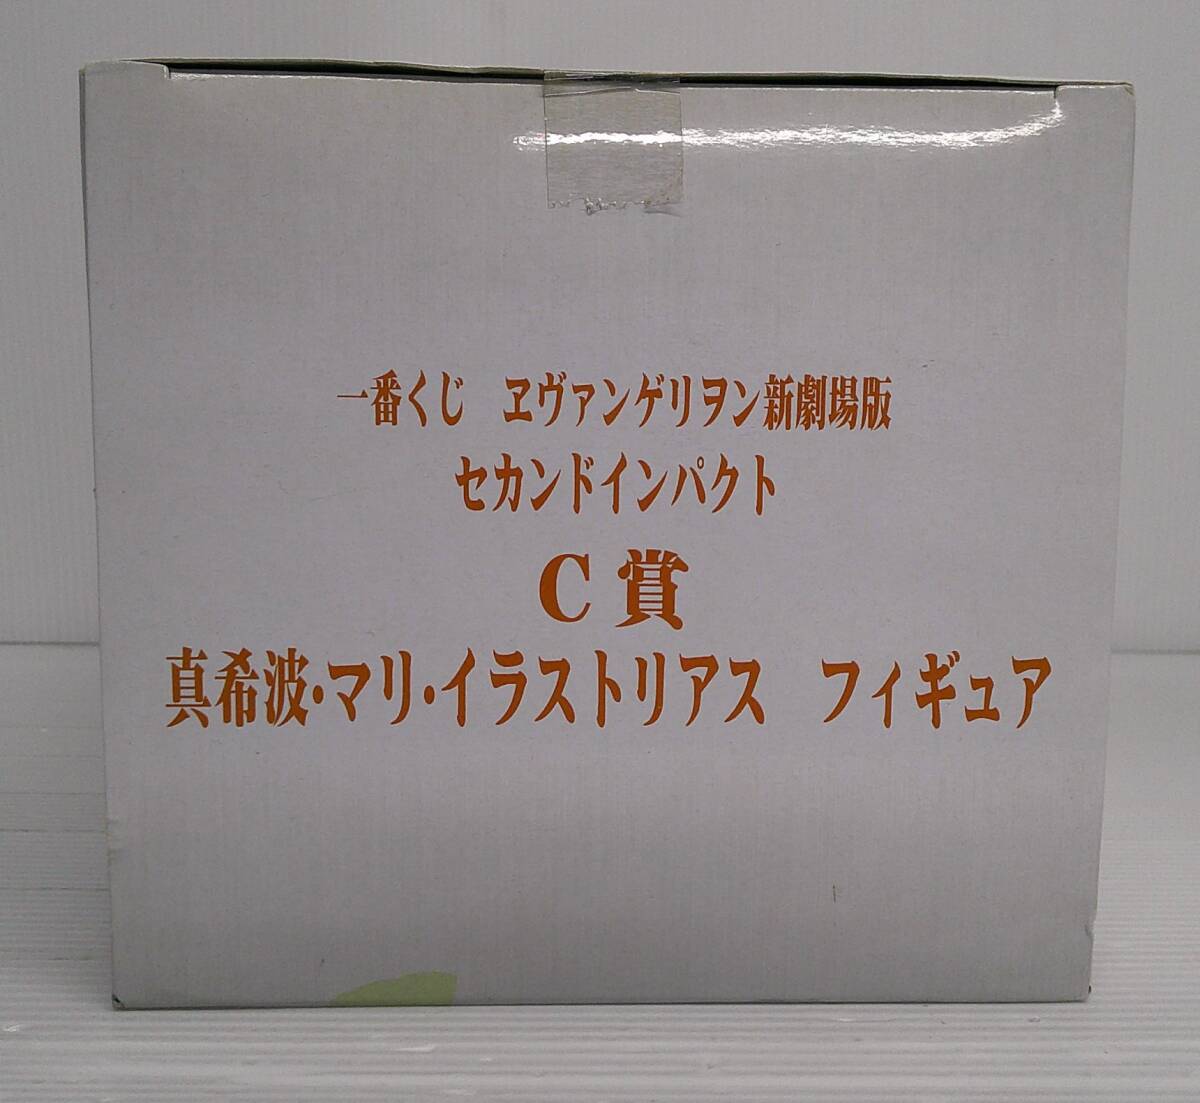 一番くじ　ヱヴァンゲリヲン新劇場版
セカンドインパクト
C賞
真希波・マリ・イラストリアス　フィギュア